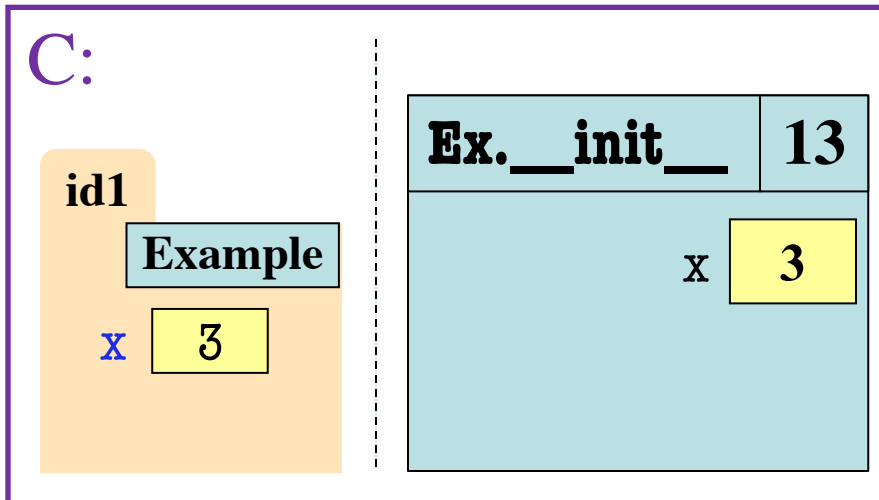 C:
id1
Example
x 3
Ex.__init__ 13
x 3